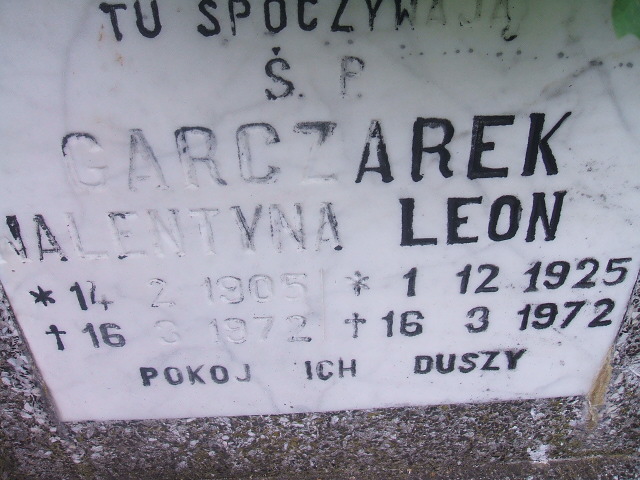 TU SPOCZYWAJĄ
Ś. P.
GARCZAREK
WALENTYNA LEON
* 14 2 1905 * 1 12 1925
† 16 3 1972 † 16 3 1972
POKOJ ICH DUSZY